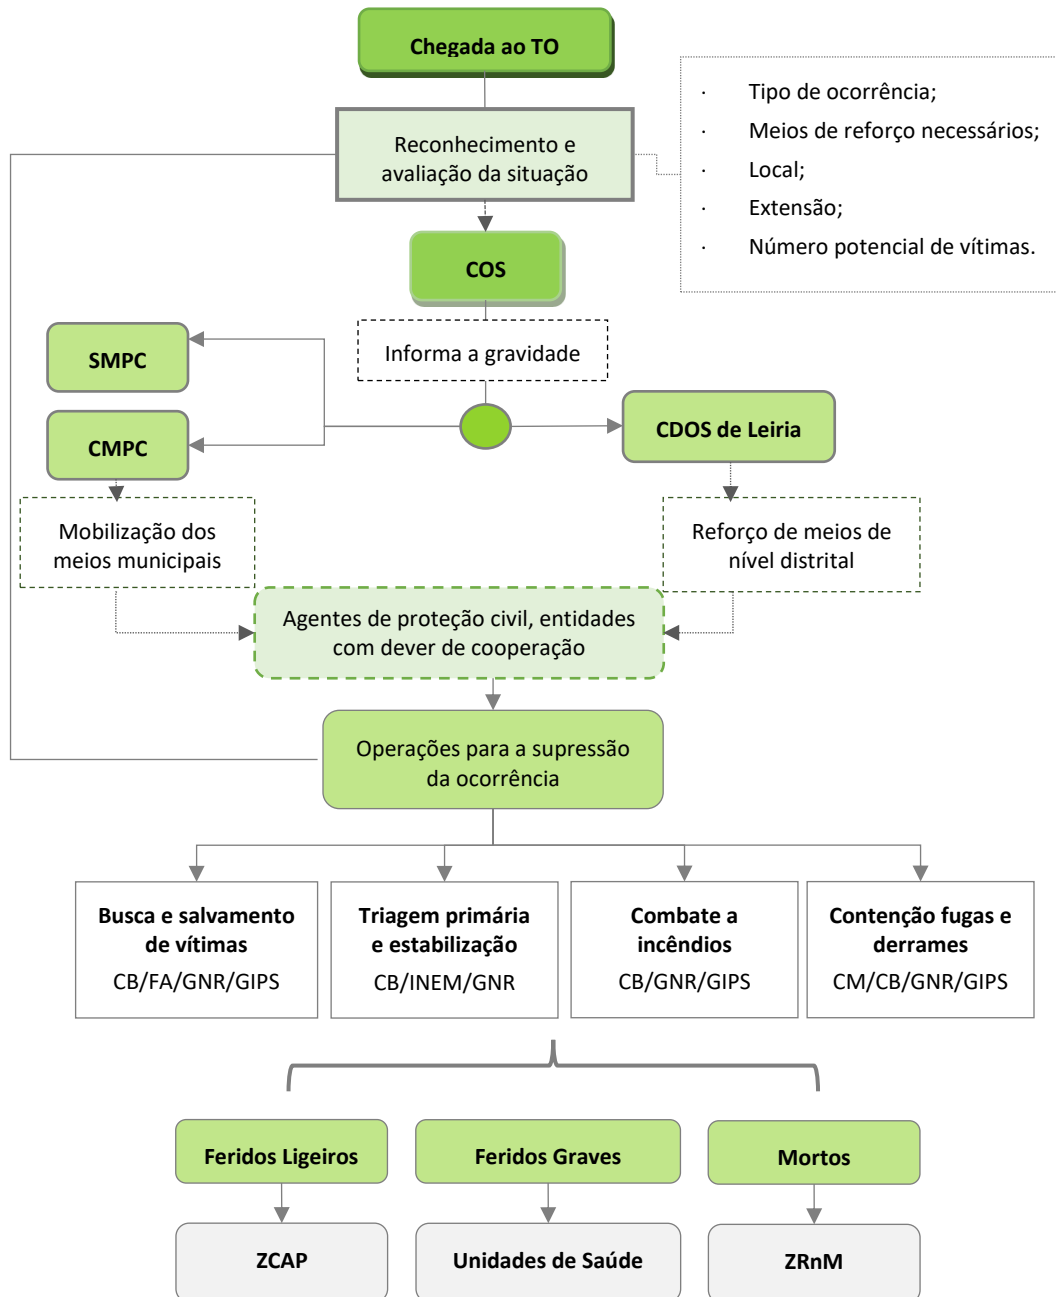 Chegada ao TO
Reconhecimento e
avaliação da situação
· Tipo de ocorrência;
· Meios de reforço necessários;
· Local;
· Extensão;
· Número potencial de vítimas.
COS
Informa a gravidade
SMPC
CMPC
CDOS de Leiria
Mobilização dos
meios municipais
Reforço de meios de
nível distrital
Agentes de proteção civil, entidades
com dever de cooperação
Operações para a supressão
da ocorrência
Busca e salvamento
de vítimas
CB/FA/GNR/GIPS
Triagem primária
e estabilização
CB/INEM/GNR
Combate a
incêndios
CB/GNR/GIPS
Contenção fugas e
derrames
CM/CB/GNR/GIPS
Feridos Ligeiros
Feridos Graves
Mortos
ZCAP
Unidades de Saúde
ZRnM